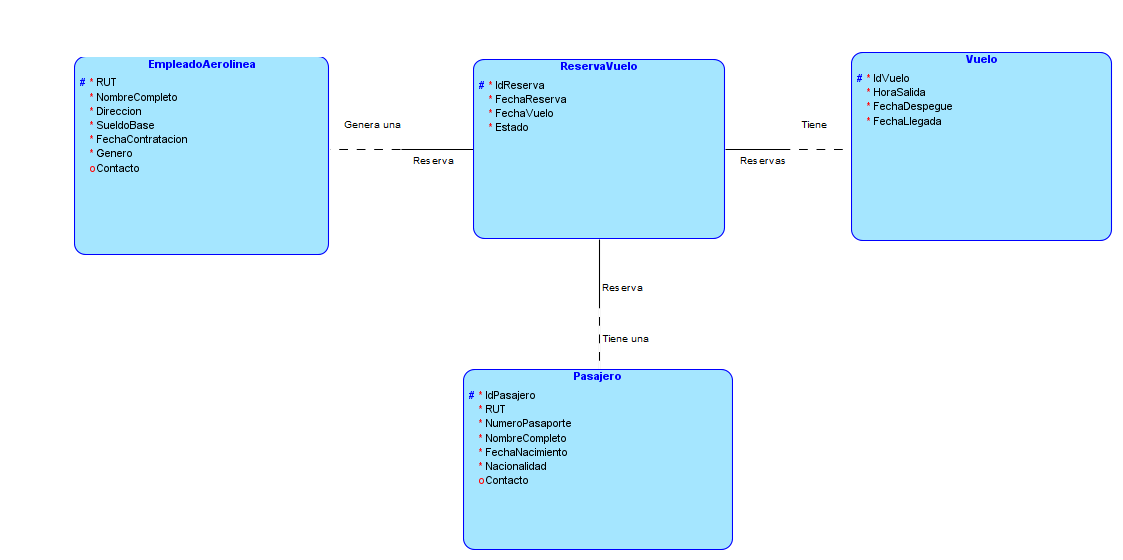 EmpleadoAerolinea
# * RUT
* NombreCompleto
* Direccion
* SueldoBase
* FechaContratacion
* Genero
o Contacto
Genera una
Reserva
ReservaVuelo
# * IdReserva
* FechaReserva
* FechaVuelo
* Estado
Tiene
Reservas
Vuelo
# * IdVuelo
* HoraSalida
* FechaDespegue
* FechaLlegada
Reserva
Tiene una
Pasajero
# * IdPasajero
* RUT
* NumeroPasaporte
* NombreCompleto
* FechaNacimiento
* Nacionalidad
o Contacto